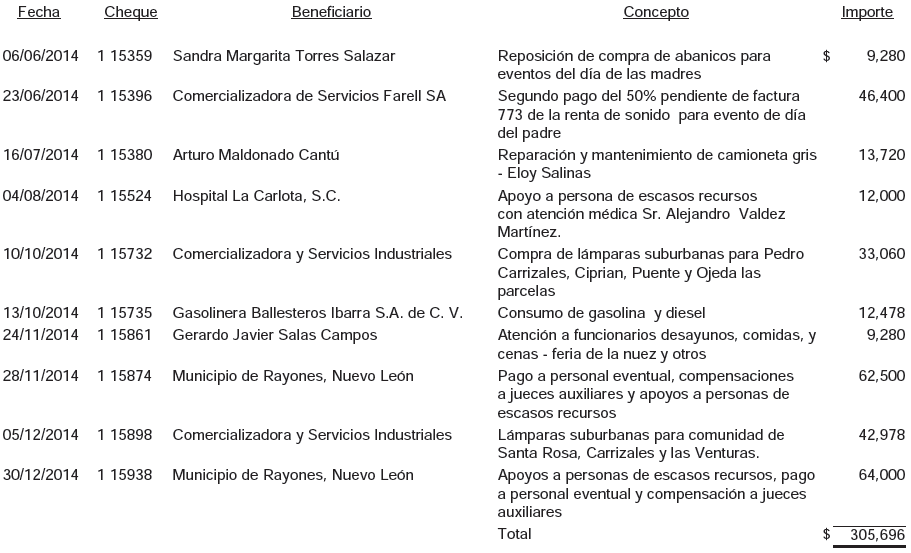 Fecha Cheque Beneficiario Concepto Importe
06/06/2014 1 15359 Sandra Margarita Torres Salazar Reposición de compra de abanicos para $ 9,280
eventos del día de las madres
23/06/2014 1 15396 Comercializadora de Servicios Farell SA Segundo pago del 50% pendiente de factura 46,400
773 de la renta de sonido para evento de día
del padre
16/07/2014 1 15380 Arturo Maldonado Cantú Reparación y mantenimiento de camioneta gris 13,720
- Eloy Salinas
04/08/2014 1 15524 Hospital La Carlota, S.C. Apoyo a persona de escasos recursos 12,000
con atención médica Sr. Alejandro Valdez
Martínez.
10/10/2014 1 15732 Comercializadora y Servicios Industriales Compra de lámparas suburbanas para Pedro 33,060
Carrizales, Ciprian, Puente y Ojeda las
parcelas
13/10/2014 1 15735 Gasolinera Ballesteros Ibarra S.A. de C. V. Consumo de gasolina y diesel 12,478
24/11/2014 1 15861 Gerardo Javier Salas Campos Atención a funcionarios desayunos, comidas, y 9,280
cenas - feria de la nuez y otros
28/11/2014 1 15874 Municipio de Rayones, Nuevo León Pago a personal eventual, compensaciones 62,500
a jueces auxiliares y apoyos a personas de
escasos recursos
05/12/2014 1 15898 Comercializadora y Servicios Industriales Lámparas suburbanas para comunidad de 42,978
Santa Rosa, Carrizales y las Venturas.
30/12/2014 1 15938 Municipio de Rayones, Nuevo León Apoyos a personas de escasos recursos, pago 64,000
a personal eventual y compensación a jueces
auxiliares
Total $ 305,696